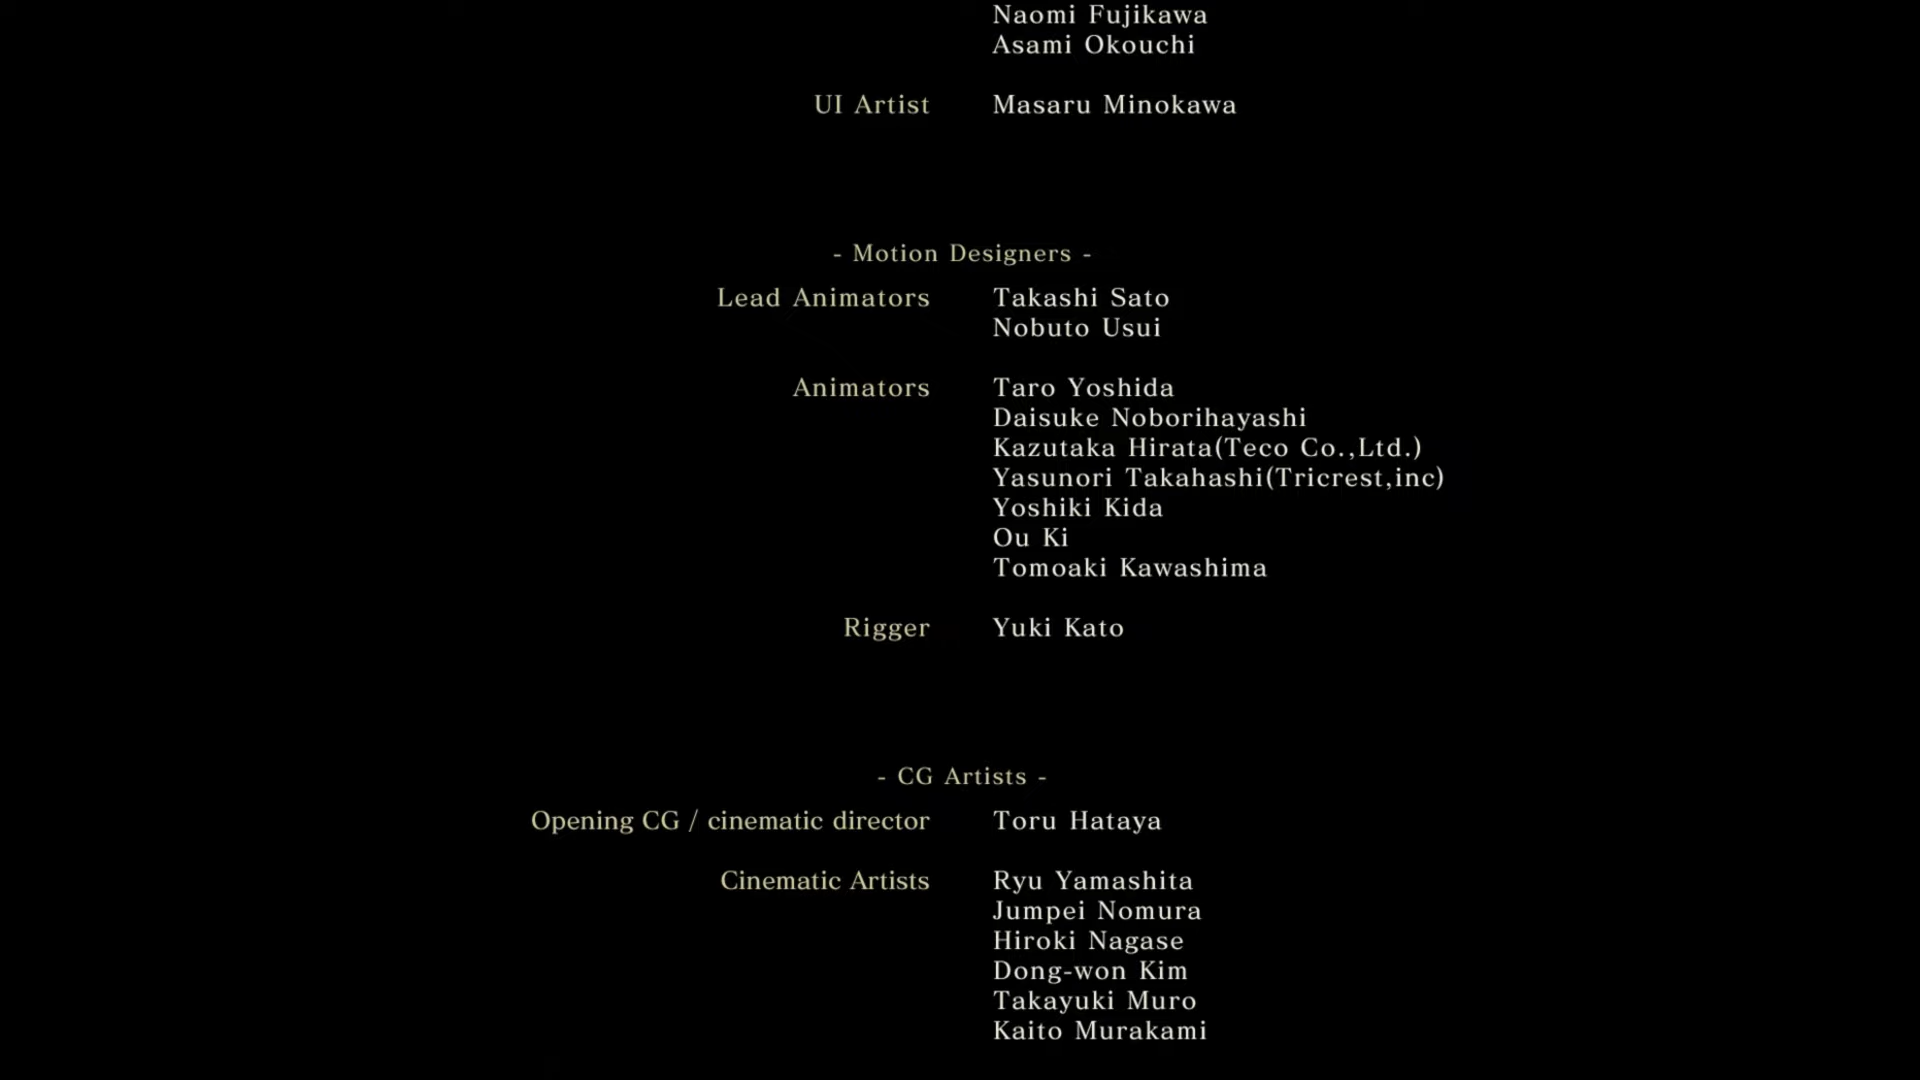 Naomi Fujikawa
Asami Okouchi
UI Artist Masaru Minokawa
- Motion Designers -
Lead Animators Takashi Sato
Nobuto Usui
Animators Taro Yoshida
Daisuke Noborihayashi
Kazutaka Hirata(Teco Co.,Ltd.)
Yasunori Takahashi(Tricrest,inc)
Yoshiki Kida
Ou Ki
Tomoaki Kawashima
Rigger Yuki Kato
- CG Artists -
Opening CG / cinematic director Toru Hataya
Cinematic Artists Ryu Yamashita
Jumpei Nomura
Hiroki Nagase
Dong-won Kim
Takayuki Muro
Kaito Murakami